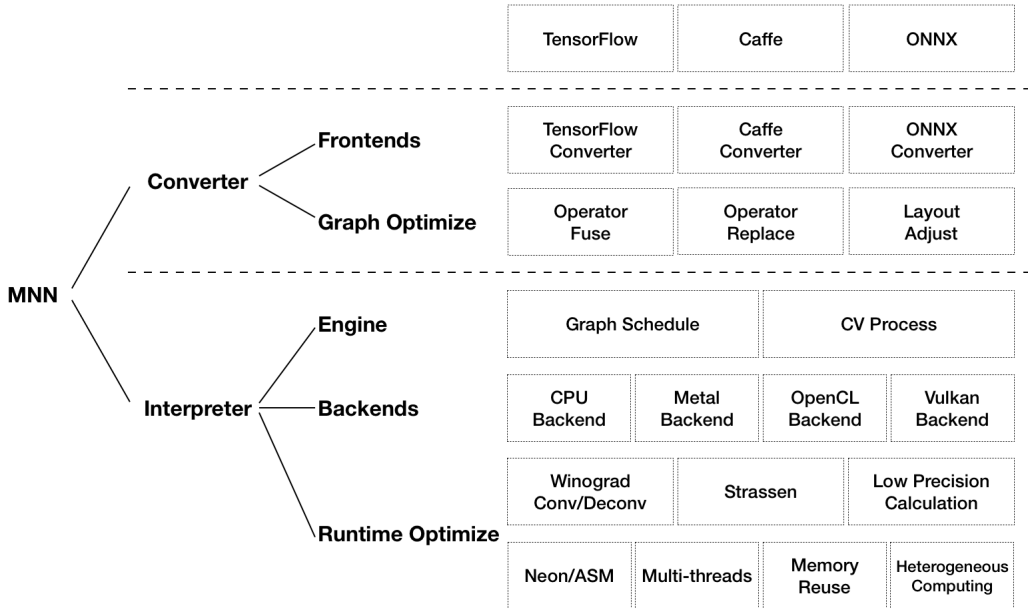 TensorFlow
Caffe
ONNX
Frontends
TensorFlow
Converter
Caffe
Converter
ONNX
Converter
Converter
Graph Optimize
Operator
Fuse
Operator
Replace
Layout
Adjust
MNN
Engine
Graph Schedule
CV Process
Interpreter
Backends
CPU
Backend
Metal
Backend
OpenCL
Backend
Vulkan
Backend
Runtime Optimize
Winograd
Conv/Deconv
Strassen
Low Precision
Calculation
Neon/ASM
Multi-threads
Memory
Reuse
Heterogeneous
Computing